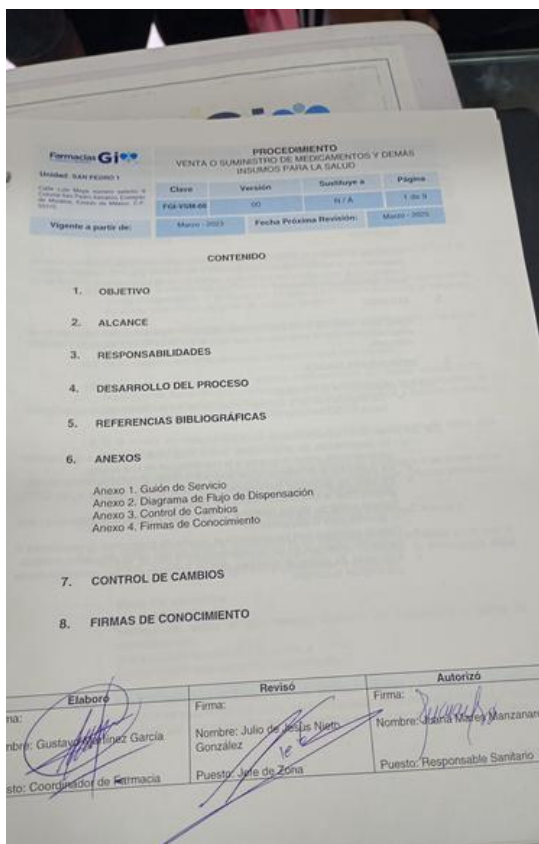 Farmacias Gi
PROCEDIMIENTO
VENTA O SUMINISTRO DE MEDICAMENTOS Y DEMÁS
INSUMOS PARA LA SALUD
Unidad: SAN PEDRO 1
Clave Versión Sustituye a Página
00 N / A 1 de 9
Vigente a partir de: Marzo - 2023 Fecha Próxima Revisión: Marzo - 2025
CONTENIDO
1. OBJETIVO
2. ALCANCE
3. RESPONSABILIDADES
4. DESARROLLO DEL PROCESO
5. REFERENCIAS BIBLIOGRÁFICAS
6. ANEXOS
Anexo 1. Guión de Servicio
Anexo 2. Diagrama de Flujo de Dispensación
Anexo 3. Control de Cambios
Anexo 4. Firmas de Conocimiento
7. CONTROL DE CAMBIOS
8. FIRMAS DE CONOCIMIENTO
Elaboró Revisó Autorizó
ma: Firma: Firma:
mbre: Gustavo Martínez García Nombre: Julio de Jesús Nieto Nombre: Manzanar
González
sto: Coordinador de Farmacia Puesto: Jefe de Zona Puesto: Responsable Sanitario